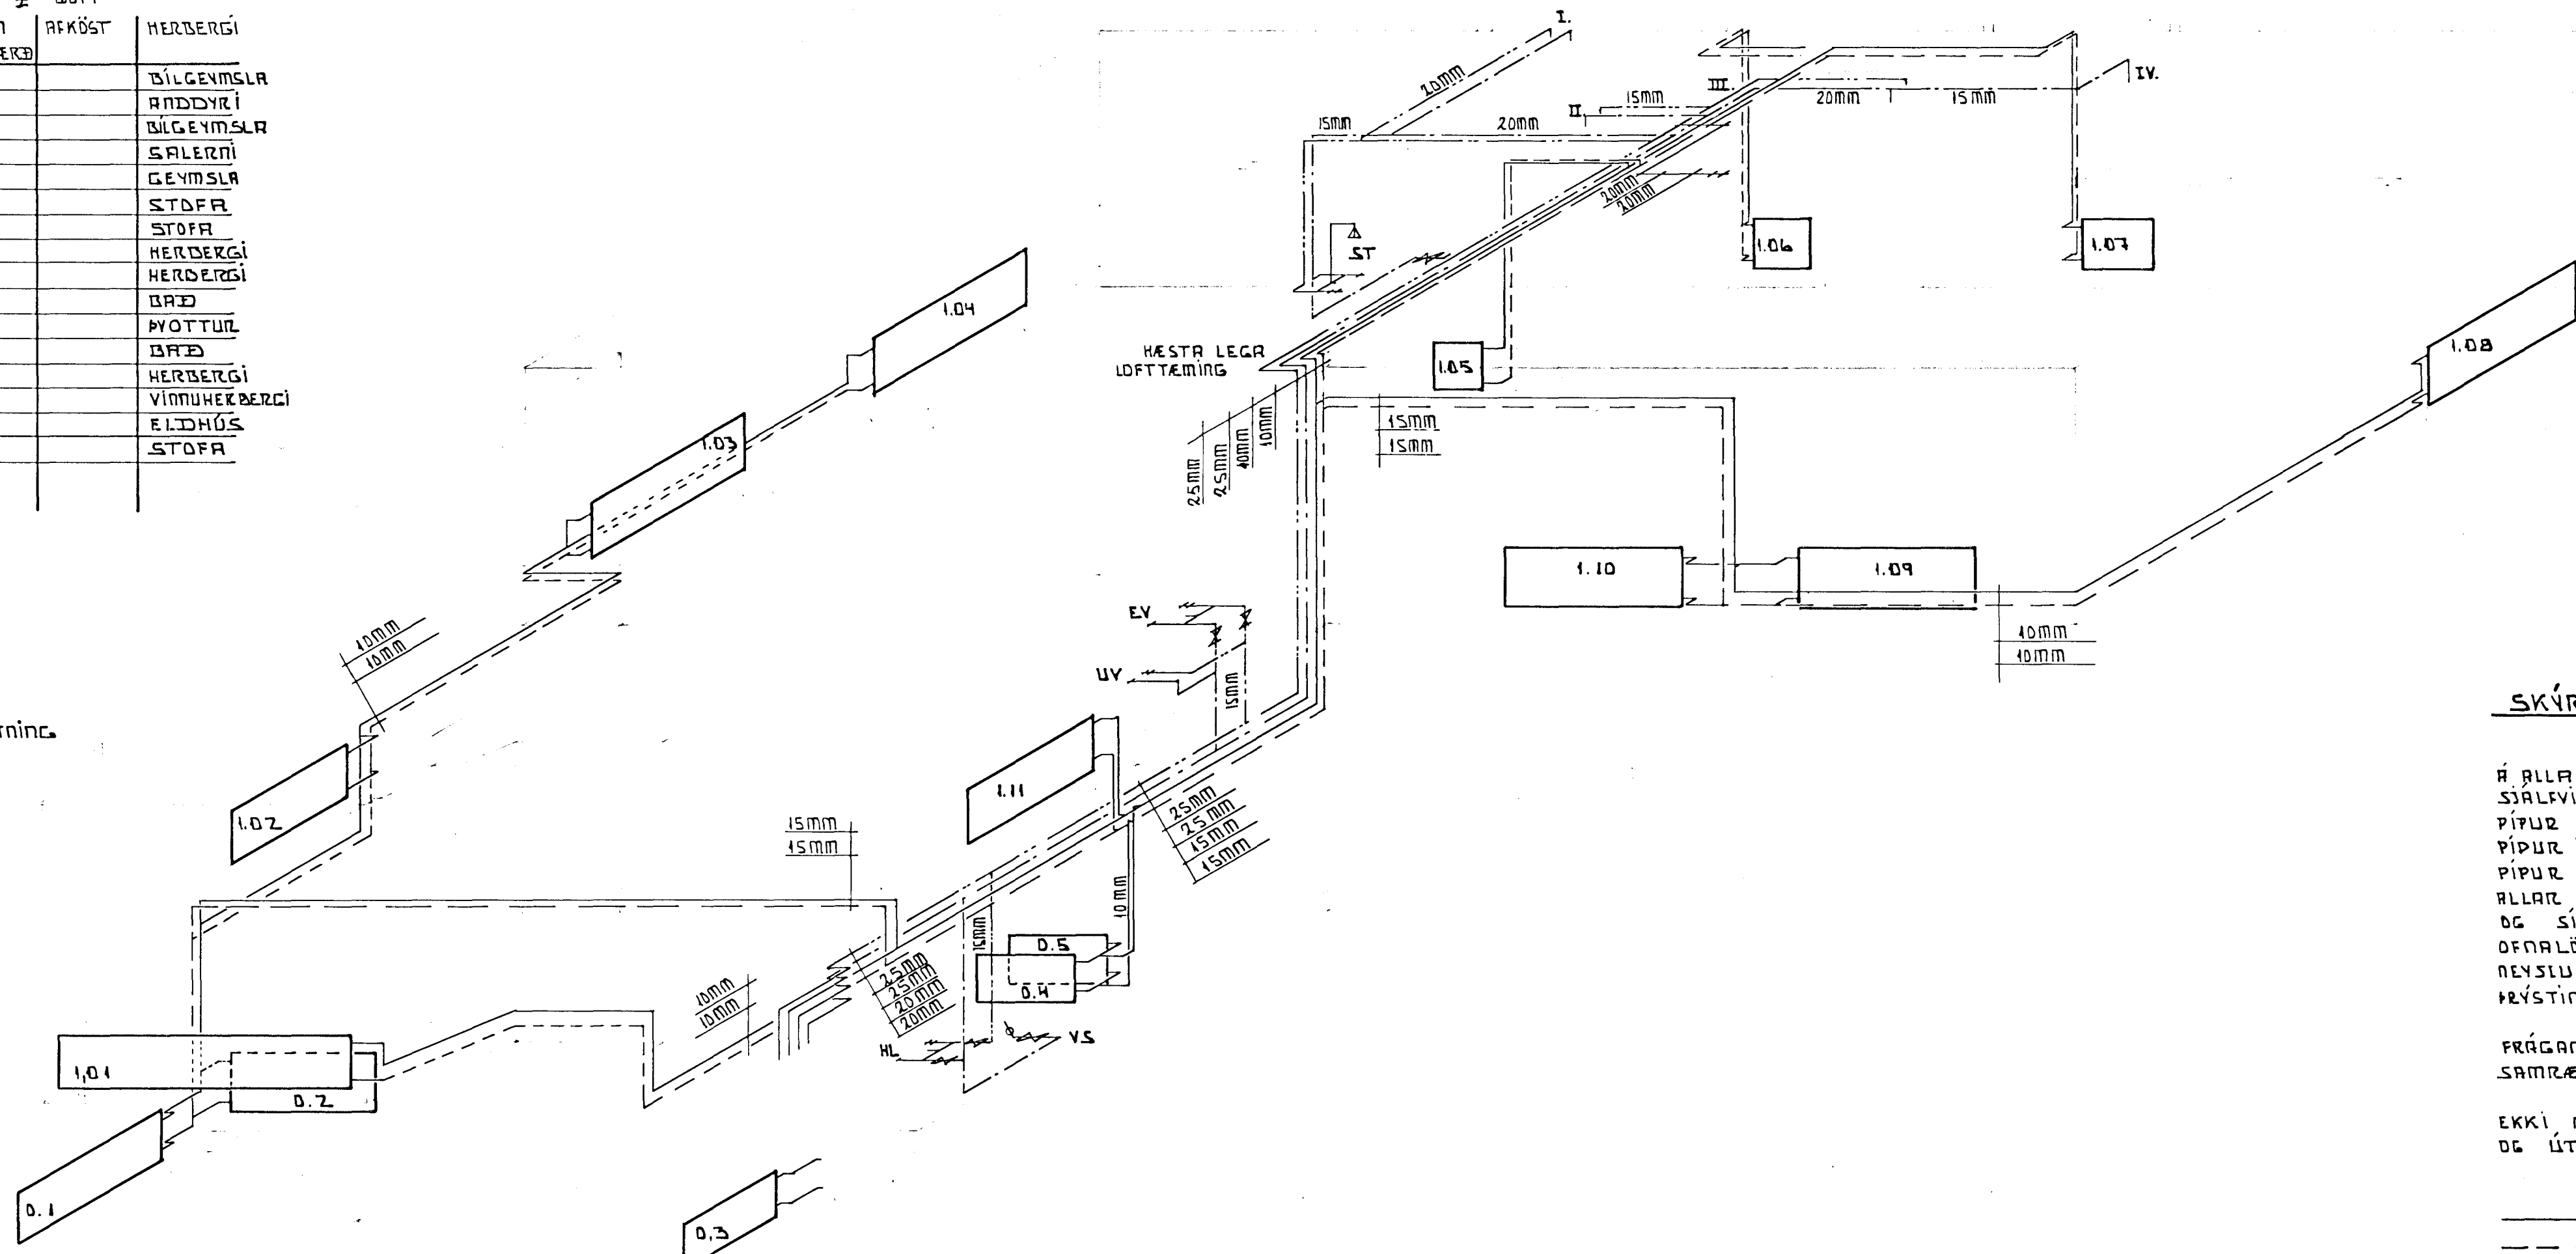 AFKÖST
HERBERGI
BÍLGEYMSLA
ANDDYRI
BÍLGEYMSLA
SALERNI
GEYMSLA
STOFA
STOFA
HERBERGI
HERBERGI
BAÐ
ÞVOTTUR
BAÐ
HERBERGI
VINNUHERBERGI
ELDHÚS
STOFA
I.
20mm
15mm
20mm
II.
15mm
III.
20mm
15mm
IV.
20mm
20mm
ST
1.06
1.07
1.04
1.03
HÆSTA LEGA
LOFTTÆMING
1.05
1.08
25mm
25mm
10mm
10mm
15mm
15mm
1.10
1.09
10mm
10mm
10mm
10mm
EV
UV
15mm
1.02
1.11
25mm
25mm
15mm
15mm
15mm
15mm
10mm
15mm
0.5
0.4
25mm
25mm
20mm
20mm
10mm
10mm
HL
VS
1,01
0.2
0.1
0,3
SKÝR
Á ALLA
SJÁLFVI
PÍPUR
PÍPUR
PÍPUR
ALLAR
OG SÍ
OFNALÖ
NEYSLU
ÞRÝSTIN
FRÁGAN
SAMRÆ
EKKI
OG ÚT